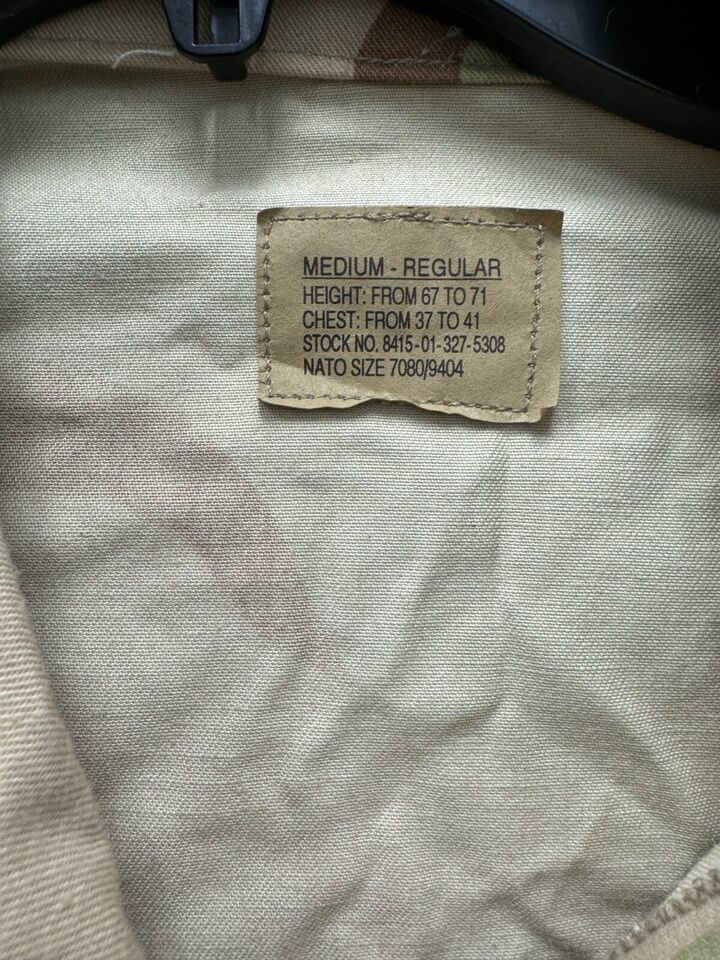 MEDIUM - REGULAR
HEIGHT: FROM 67 TO 71
CHEST: FROM 37 TO 41
STOCK NO. 8415-01-327-5308
NATO SIZE 7080/9404